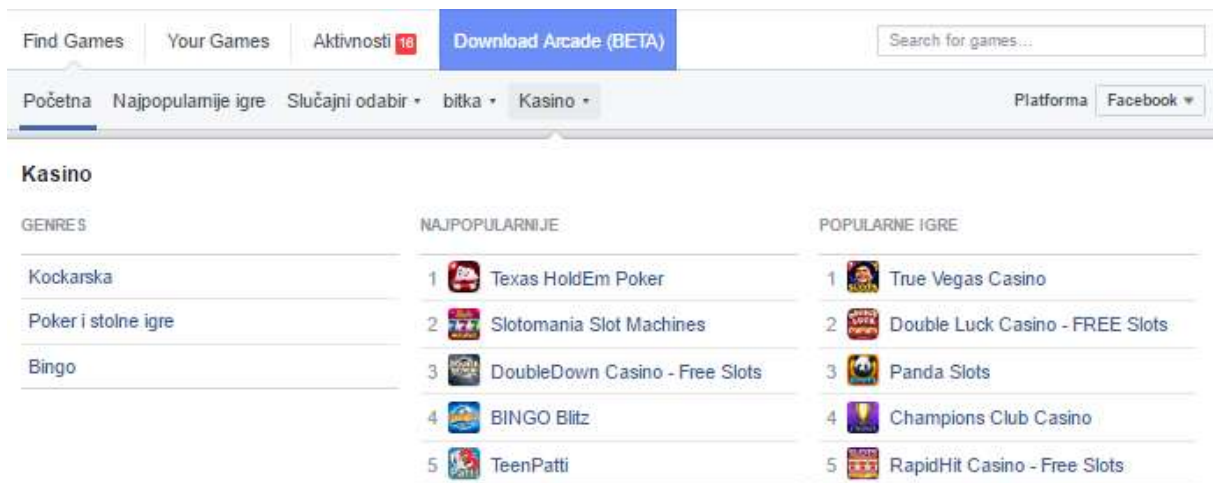 Find Games Your Games Aktivnosti 16 Download Arcade (BETA) Search for games...
Početna Najpopularnije igre Slučajni odabir bitka Kasino Platforma Facebook
Kasino
GENRES
Kockarska
Poker i stolne igre
Bingo
NAJPOPULARNIJE
1 Texas HoldEm Poker
2 Slotomania Slot Machines
3 DoubleDown Casino - Free Slots
4 BINGO Blitz
5 TeenPatti
POPULARNE IGRE
1 True Vegas Casino
2 Double Luck Casino - FREE Slots
3 Panda Slots
4 Champions Club Casino
5 RapidHit Casino - Free Slots